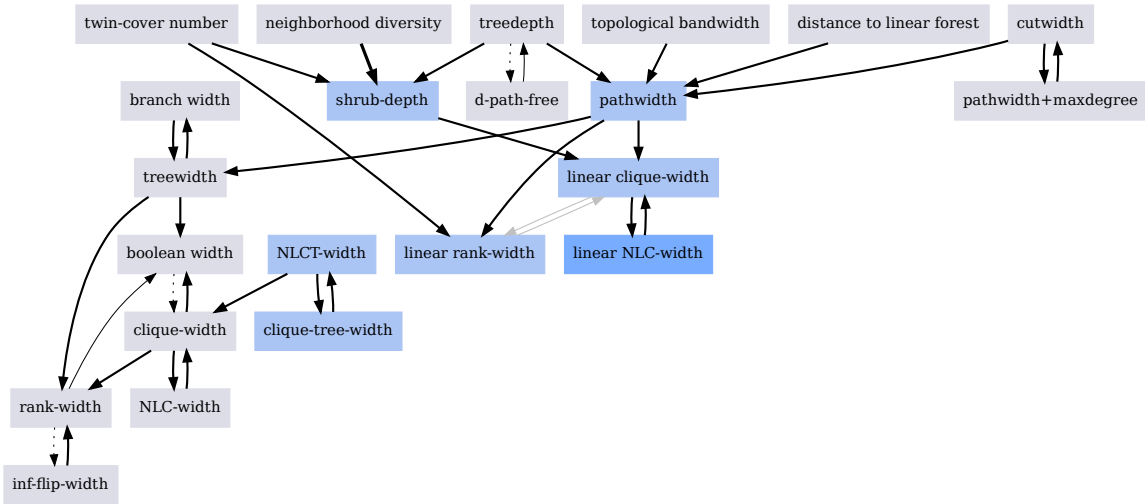 twin-cover number
neighborhood diversity
treedepth
topological bandwidth
distance to linear forest
cutwidth
branch width
shrub-depth
d-path-free
pathwidth
pathwidth+maxdegree
treewidth
linear clique-width
boolean width
NLCT-width
linear rank-width
linear NLC-width
clique-width
clique-tree-width
rank-width
NLC-width
inf-flip-width